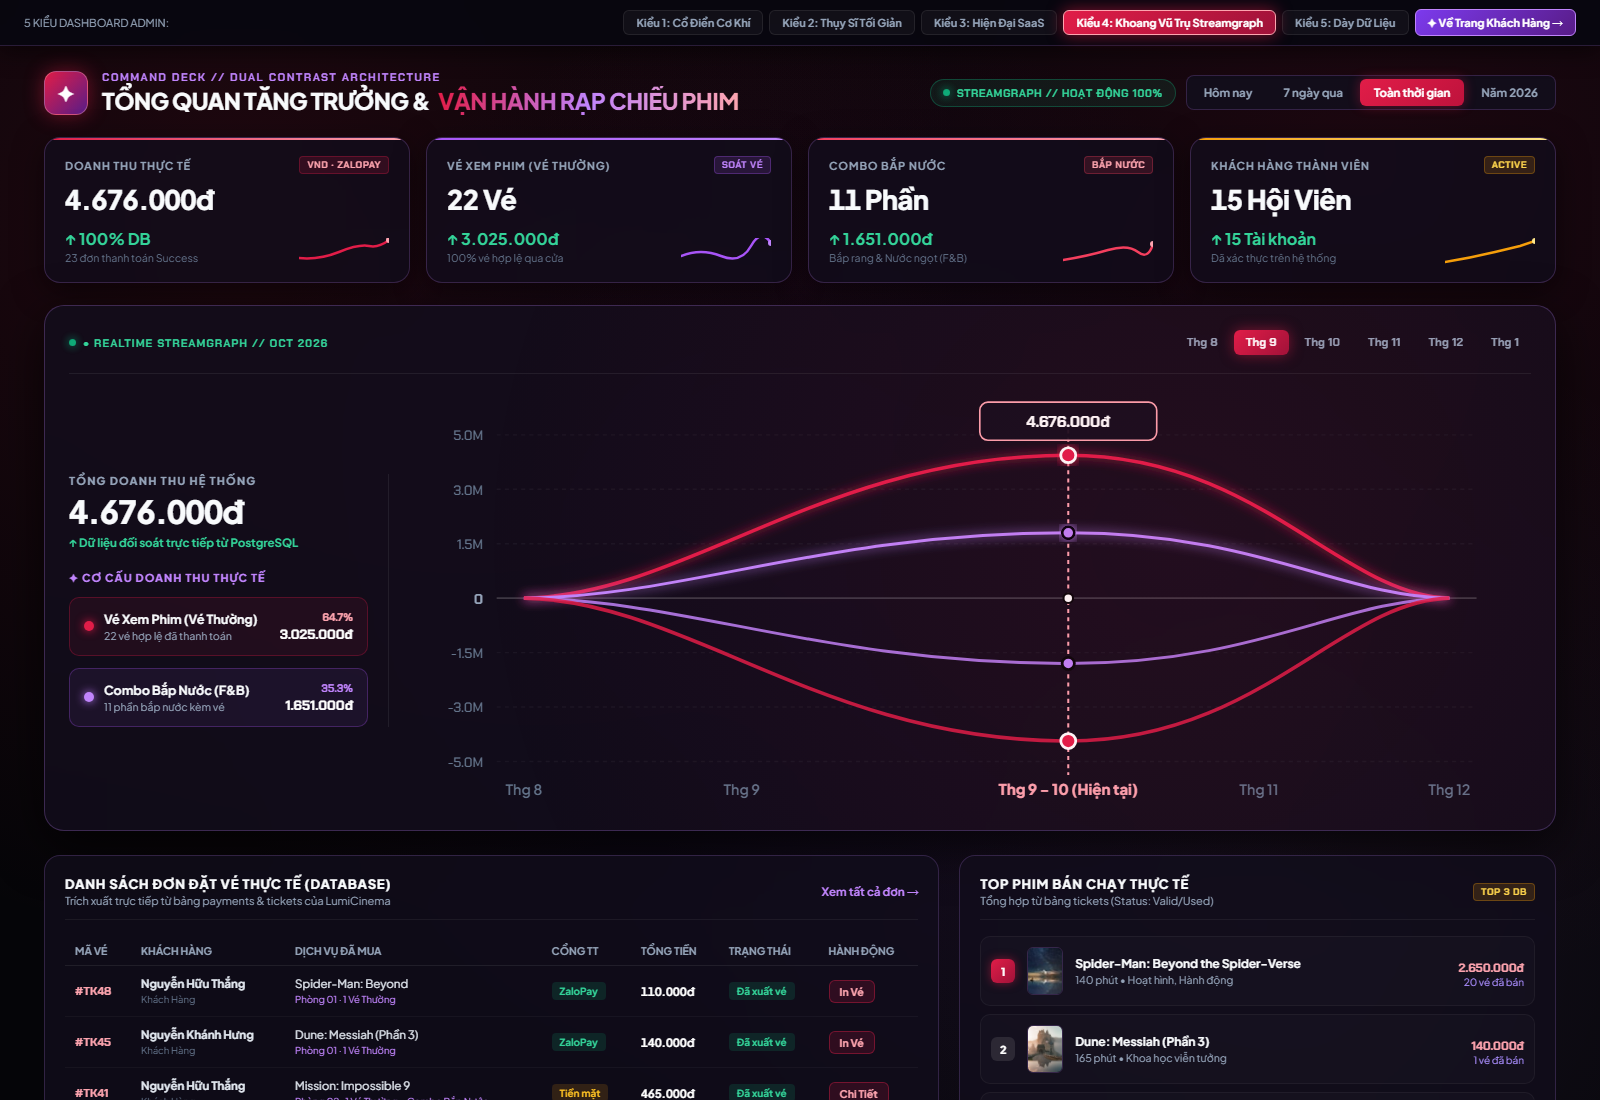 5 KIỂU DASHBOARD ADMIN:
Kiểu 1: Cổ Điển Cơ Khí
Kiểu 2: Thụy Sĩ Tối Giản
Kiểu 3: Hiện Đại SaaS
Kiểu 4: Khoang Vũ Trụ Streamgraph
Kiểu 5: Dày Dữ Liệu
✦ Về Trang Khách Hàng →
COMMAND DECK // DUAL CONTRAST ARCHITECTURE
TỔNG QUAN TĂNG TRƯỞNG & VẬN HÀNH RẠP CHIẾU PHIM
STREAMGRAPH // HOẠT ĐỘNG 100%
Hôm nay
7 ngày qua
Toàn thời gian
Năm 2026
DOANH THU THỰC TẾ
VND · ZALOPAY
4.676.000đ
↑ 100% DB
23 đơn thanh toán Success
VÉ XEM PHIM (VÉ THƯỜNG)
SOÁT VÉ
22 Vé
↑ 3.025.000đ
100% vé hợp lệ qua cửa
COMBO BẮP NƯỚC
BẮP NƯỚC
11 Phần
↑ 1.651.000đ
Bắp rang & Nước ngọt (F&B)
KHÁCH HÀNG THÀNH VIÊN
ACTIVE
15 Hội Viên
↑ 15 Tài khoản
Đã xác thực trên hệ thống
● REALTIME STREAMGRAPH // OCT 2026
Thg 8
Thg 9
Thg 10
Thg 11
Thg 12
Thg 1
TỔNG DOANH THU HỆ THỐNG
4.676.000đ
↑ Dữ liệu đối soát trực tiếp từ PostgreSQL
✦ CƠ CẤU DOANH THU THỰC TẾ
Vé Xem Phim (Vé Thường)
64.7%
22 vé hợp lệ đã thanh toán
3.025.000đ
Combo Bắp Nước (F&B)
35.3%
11 phần bắp nước kèm vé
1.651.000đ
4.676.000đ
5.0M
3.0M
1.5M
0
-1.5M
-3.0M
-5.0M
Thg 8
Thg 9
Thg 9 - 10 (Hiện tại)
Thg 11
Thg 12
DANH SÁCH ĐƠN ĐẶT VÉ THỰC TẾ (DATABASE)
Trích xuất trực tiếp từ bảng payments & tickets của LumiCinema
Xem tất cả đơn →
MÃ VÉ KHÁCH HÀNG DỊCH VỤ ĐÃ MUA CỔNG TT TỔNG TIỀN TRẠNG THÁI HÀNH ĐỘNG
#TK48 Nguyễn Hữu Thắng Spider-Man: Beyond ZaloPay 110.000đ Đã xuất vé In Vé
Khách Hàng Phòng 01 · 1 Vé Thường
#TK45 Nguyễn Khánh Hưng Dune: Messiah (Phần 3) ZaloPay 140.000đ Đã xuất vé In Vé
Khách Hàng Phòng 01 · 1 Vé Thường
#TK41 Nguyễn Hữu Thắng Mission: Impossible 9 Tiền mặt 465.000đ Đã xuất vé Chi Tiết
TOP PHIM BÁN CHẠY THỰC TẾ
Tổng hợp từ bảng tickets (Status: Valid/Used)
TOP 3 DB
1
Spider-Man: Beyond the Spider-Verse
140 phút • Hoạt hình, Hành động
2.650.000đ
20 vé đã bán
2
Dune: Messiah (Phần 3)
165 phút • Khoa học viễn tưởng
140.000đ
1 vé đã bán